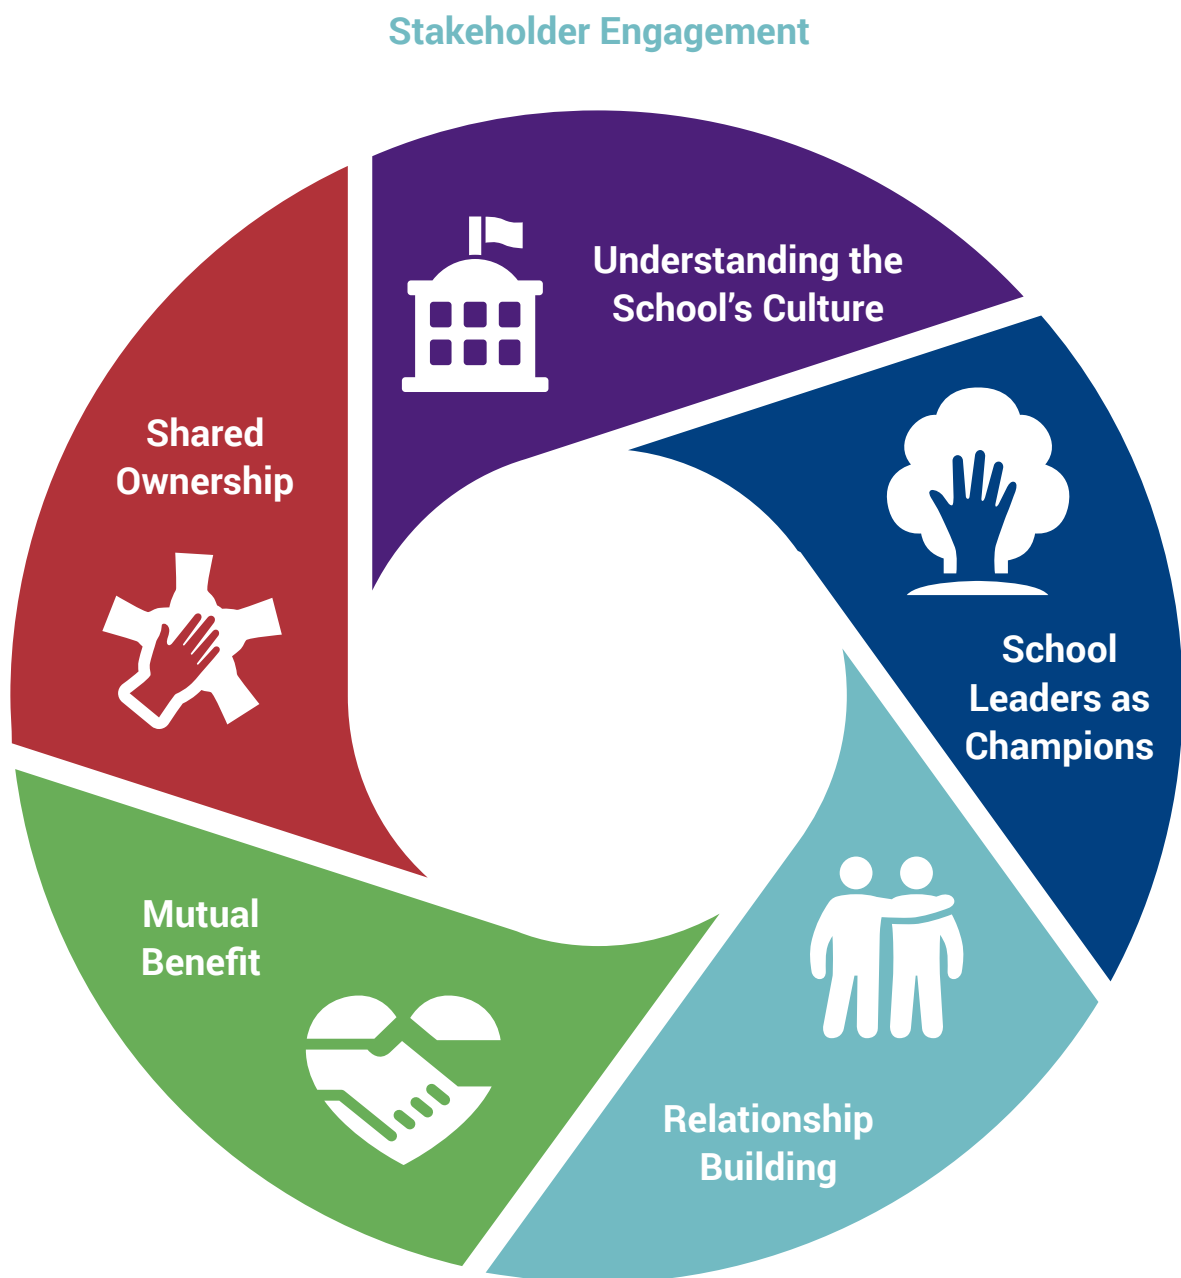 Stakeholder Engagement
Understanding the
School’s Culture
School
Leaders as
Champions
Relationship
Building
Mutual
Benefit
Shared
Ownership